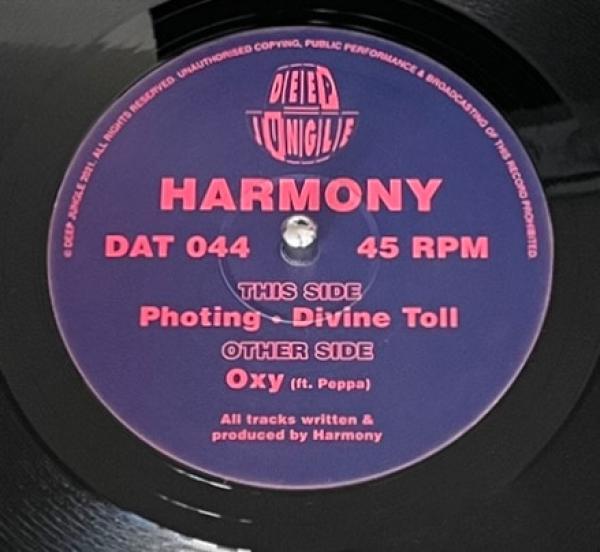 © DEEP JUNGLE 2021. ALL RIGHTS RESERVED. UNAUTHORISED COPYING, PUBLIC PERFORMANCE & BROADCASTING OF THIS RECORD PROHIBITED
DEEP
JUNGLE
HARMONY
DAT 044 45 RPM
THIS SIDE
Photing - Divine Toll
OTHER SIDE
Oxy (ft. Peppa)
All tracks written &
produced by Harmony